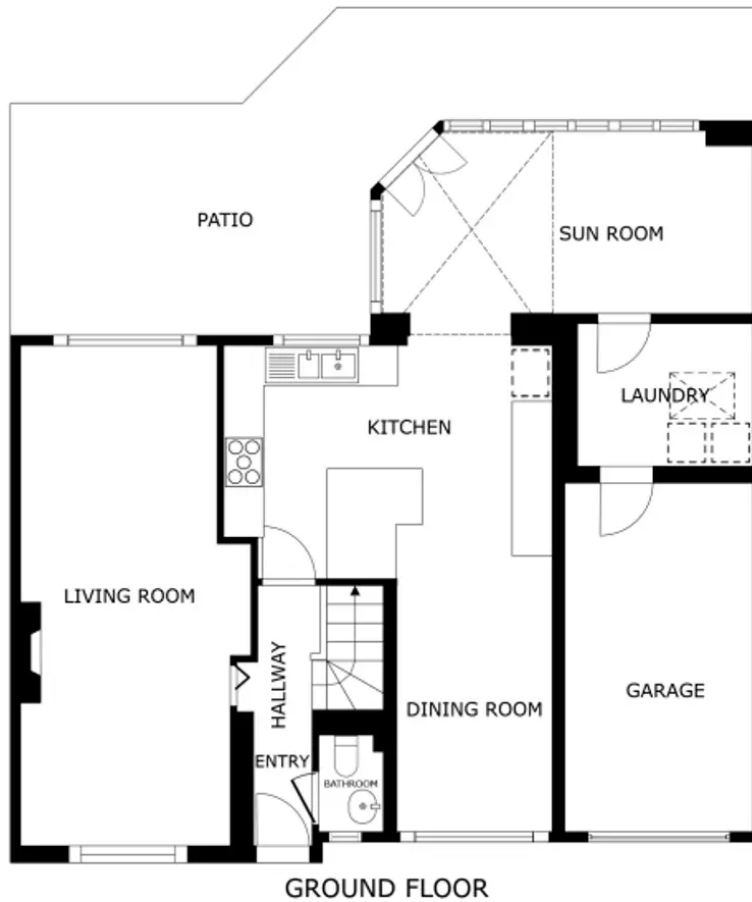 PATIO
SUN ROOM
LAUNDRY
KITCHEN
LIVING ROOM
HALLWAY
GARAGE
DINING ROOM
ENTRY
BATHROOM
GROUND FLOOR